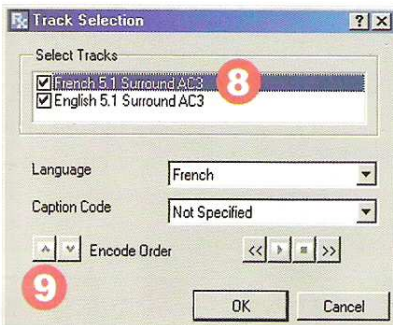 Rx Track Selection ? ×
Select Tracks
French 5.1 Surround AC3
8
English 5.1 Surround AC3
Language
French
Caption Code
Not Specified
Encode Order
<< >>
9
OK
Cancel